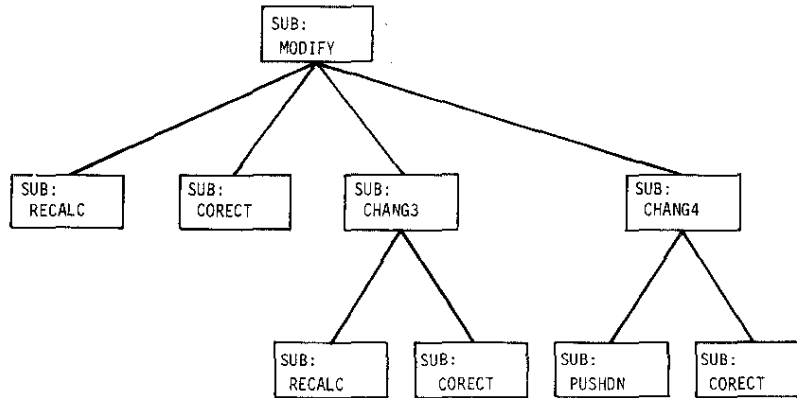 SUB:
MODIFY
SUB:
RECALC
SUB:
CORECT
SUB:
CHANG3
SUB:
CHANG4
SUB:
RECALC
SUB:
CORECT
SUB:
PUSHDN
SUB:
CORECT